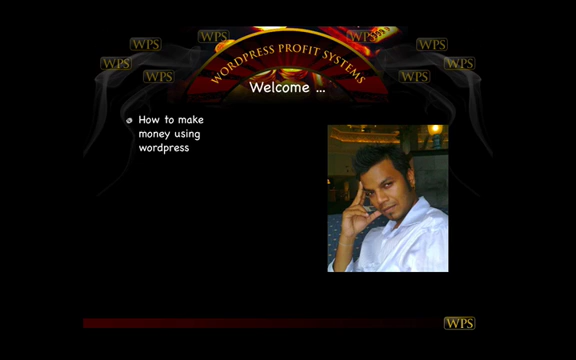 WPS
WPS
WPS
WPS
WPS
WPS
WPS
WPS
WORDPRESS PROFIT SYSTEMS
Welcome ...
How to make
money using
wordpress
WPS